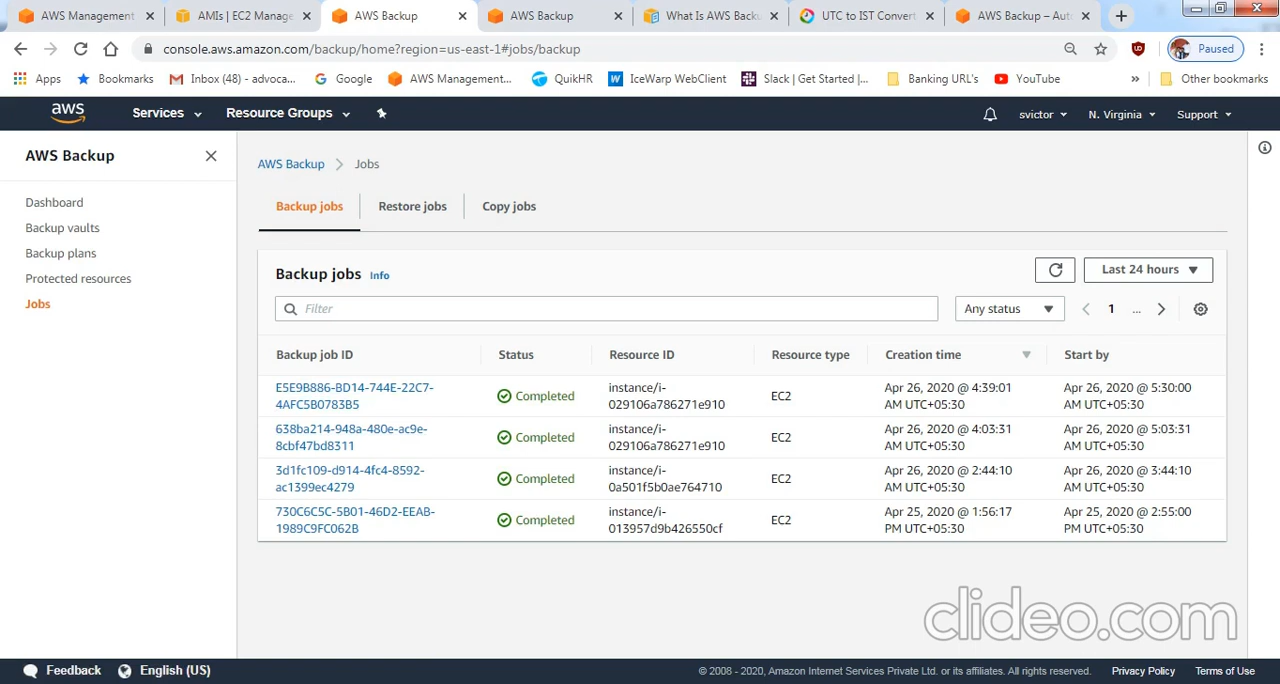 AWS Management
AMIs | EC2 Manage
AWS Backup
AWS Backup
What Is AWS Backu
UTC to IST Convert
AWS Backup – Auto
console.aws.amazon.com/backup/home?region=us-east-1#jobs/backup
Paused
Apps
Bookmarks
Inbox (48) - advoca...
Google
AWS Management...
QuikHR
IceWarp WebClient
Slack | Get Started |...
Banking URL's
YouTube
»
Other bookmarks
aws
Services
Resource Groups
svictor
N. Virginia
Support
AWS Backup
Dashboard
Backup vaults
Backup plans
Protected resources
Jobs
AWS Backup > Jobs
Backup jobs
Restore jobs
Copy jobs
Backup jobs Info
Last 24 hours
Filter
Any status
1 ...
Backup job ID Status Resource ID Resource type Creation time Start by
E5E9B886-BD14-744E-22C7- instance/i- Apr 26, 2020 @ 4:39:01 Apr 26, 2020 @ 5:30:00
Completed EC2
4AFC5B0783B5 029106a786271e910 AM UTC+05:30 AM UTC+05:30
638ba214-948a-480e-ac9e- instance/i- Apr 26, 2020 @ 4:03:31 Apr 26, 2020 @ 5:03:31
Completed EC2
8cbf47bd8311 029106a786271e910 AM UTC+05:30 AM UTC+05:30
3d1fc109-d914-4fc4-8592- instance/i- Apr 26, 2020 @ 2:44:10 Apr 26, 2020 @ 3:44:10
Completed EC2
ac1399ec4279 0a501f5b0ae764710 AM UTC+05:30 AM UTC+05:30
730C6C5C-5B01-46D2-EEAB- instance/i- Apr 25, 2020 @ 1:56:17 Apr 25, 2020 @ 2:55:00
Completed EC2
1989C9FC062B 013957d9b426550cf PM UTC+05:30 PM UTC+05:30
clideo.com
Feedback
English (US)
© 2008 - 2020, Amazon Internet Services Private Ltd. or its affiliates. All rights reserved.
Privacy Policy
Terms of Use